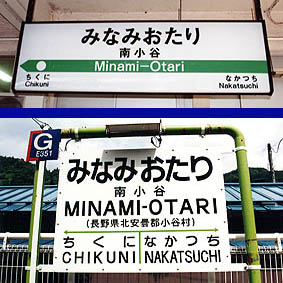 みなみおたり
南小谷
Minami-Otari
ちくに
Chikuni
なかつち
Nakatsuchi
G
E351
みなみおたり
南小谷
MINAMI-OTARI
(長野県北安曇郡小谷村)
ちくに なかつち
CHIKUNI NAKATSUCHI